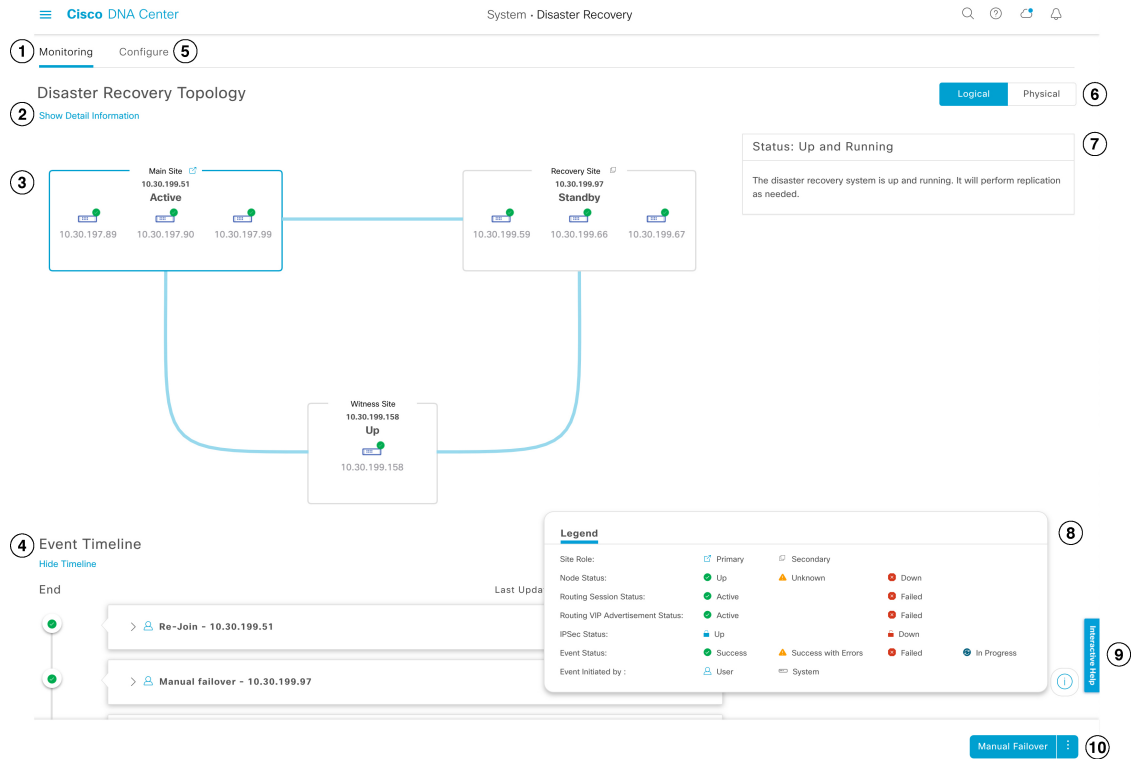 Cisco DNA Center
System · Disaster Recovery
1 Monitoring Configure 5
Disaster Recovery Topology
Logical Physical 6
2 Show Detail Information
Status: Up and Running 7
The disaster recovery system is up and running. It will perform replication
as needed.
3
Main Site
10.30.199.51
Active
10.30.197.89 10.30.197.90 10.30.197.99
Recovery Site
10.30.199.97
Standby
10.30.199.59 10.30.199.66 10.30.199.67
Witness Site
10.30.199.158
Up
10.30.199.158
4 Event Timeline
Hide Timeline
End Last Upda
Re-Join - 10.30.199.51
Manual failover - 10.30.199.97
Legend 8
Site Role: Primary Secondary
Node Status: Up Unknown Down
Routing Session Status: Active Failed
Routing VIP Advertisement Status: Active Failed
IPSec Status: Up Down
Event Status: Success Success with Errors Failed In Progress
Event Initiated by : User System
Interactive Help 9
Manual Failover 10